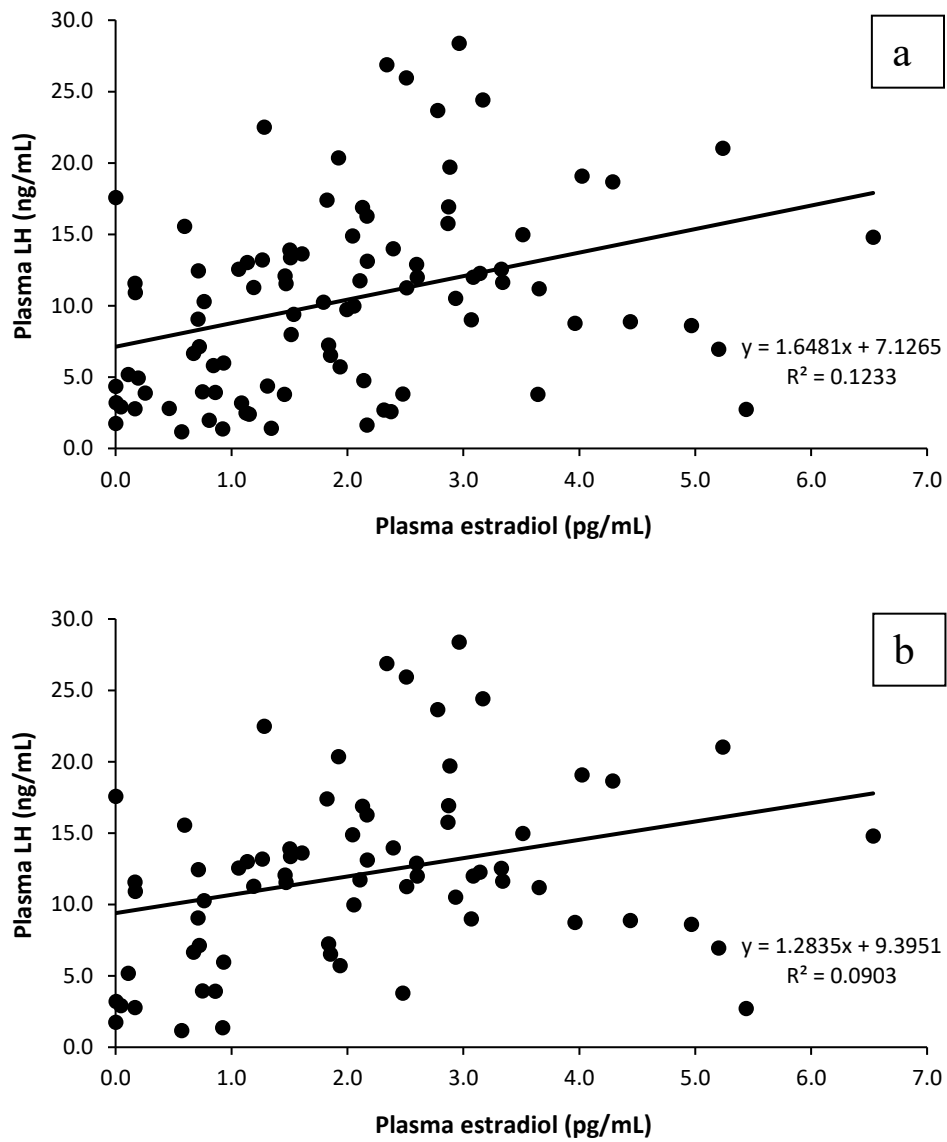 30.0
a
25.0
20.0
15.0
10.0
5.0
0.0
Plasma LH (ng/mL)
y = 1.6481x + 7.1265
R² = 0.1233
0.0 1.0 2.0 3.0 4.0 5.0 6.0 7.0
Plasma estradiol (pg/mL)
30.0
b
25.0
20.0
15.0
10.0
5.0
0.0
Plasma LH (ng/mL)
y = 1.2835x + 9.3951
R² = 0.0903
0.0 1.0 2.0 3.0 4.0 5.0 6.0 7.0
Plasma estradiol (pg/mL)